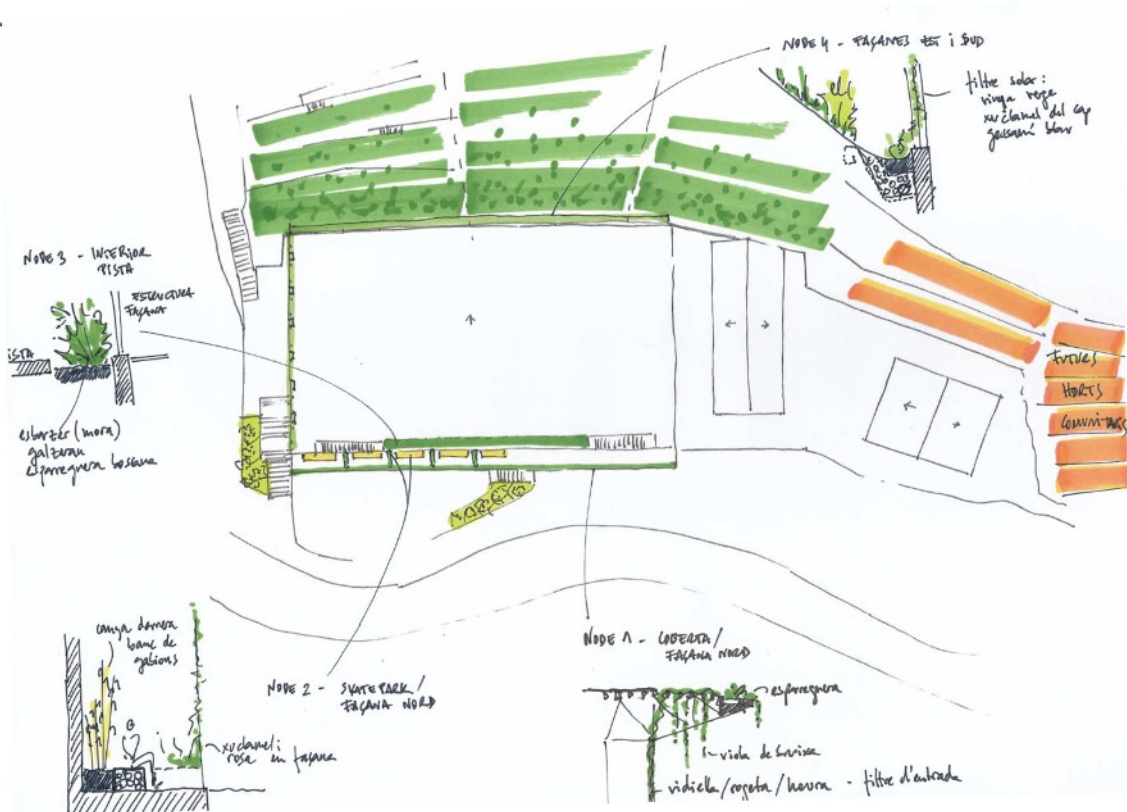 NODE 4 - FAÇANES EST i SUD
filtre solar:
vinya verge
xuclamel del cap
gessamí blau
NODE 3 - INTERIOR
PISTA
ESTRUCTURA
FAÇANA
PISTA
esbarzer (mora)
galzeran
esparreguera boscana
FUTURS
HORTS
COMUNITARIS
canya darrera
banc de
gabions
xuclamel i
rosa en façana
NODE 2 - SKATEPARK /
FAÇANA NORD
NODE 1 - COBERTA /
FAÇANA NORD
esparreguera
viola de bruixa
vidiella / rogeta / heura - filtre d'entrada